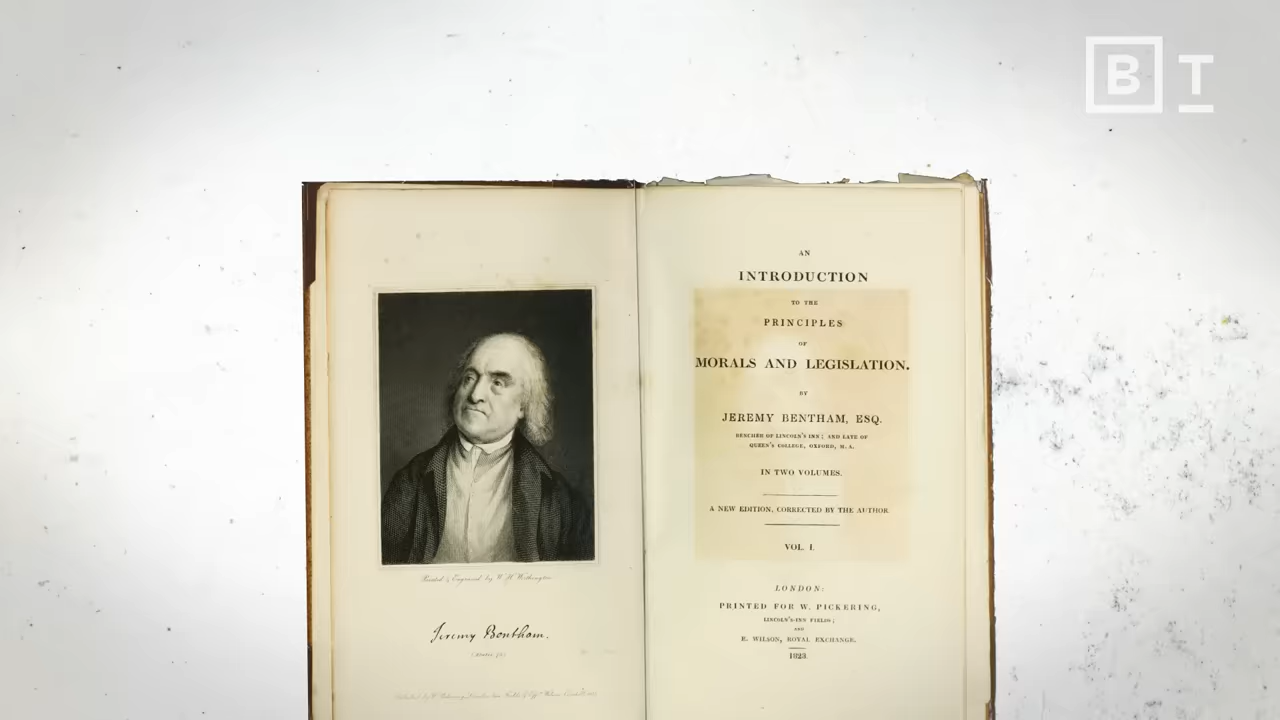 B T
Jeremy Bentham.
AN
INTRODUCTION
TO THE
PRINCIPLES
OF
MORALS AND LEGISLATION.
BY
JEREMY BENTHAM, ESQ.
BENCHER OF LINCOLN'S INN; AND LATE OF
QUEEN'S COLLEGE, OXFORD, M. A.
IN TWO VOLUMES.
A NEW EDITION, CORRECTED BY THE AUTHOR.
VOL. I.
LONDON:
PRINTED FOR W. PICKERING,
LINCOLN'S-INN FIELDS;
AND
E. WILSON, ROYAL EXCHANGE.
1823.